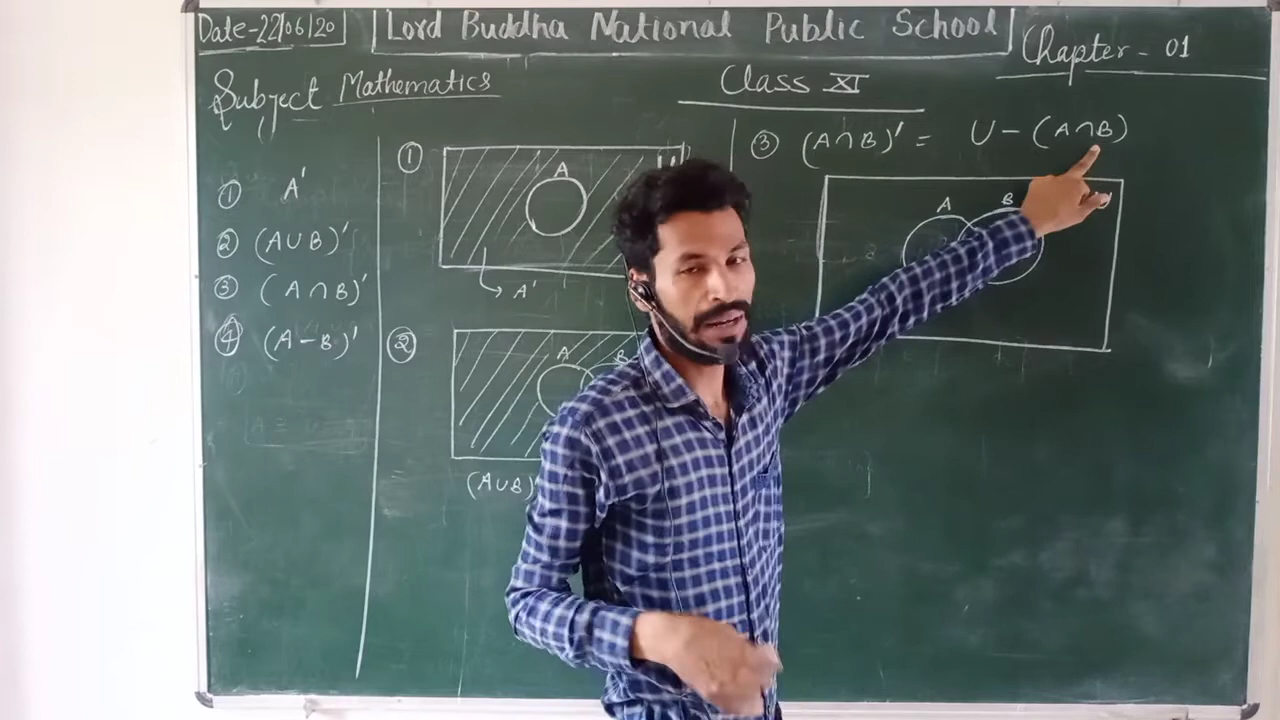 Date-22/06/20
Lord Buddha National Public School
Chapter - 01
Subject Mathematics
Class XI
① A'
② (A∪B)'
③ (A∩B)'
④ (A-B)'
①
A
A'
②
A B
(A∪B)'
③ (A∩B)' = U - (A∩B)
A B